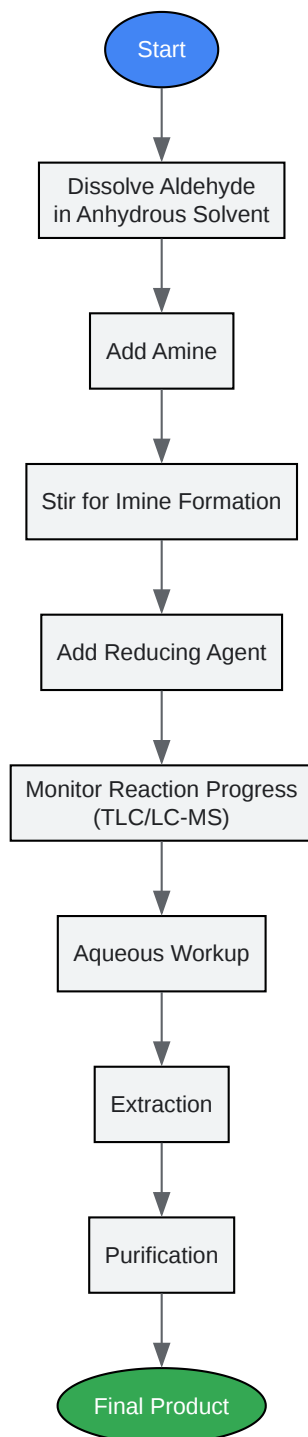 Start
Dissolve Aldehyde
in Anhydrous Solvent
Add Amine
Stir for Imine Formation
Add Reducing Agent
Monitor Reaction Progress
(TLC/LC-MS)
Aqueous Workup
Extraction
Purification
Final Product